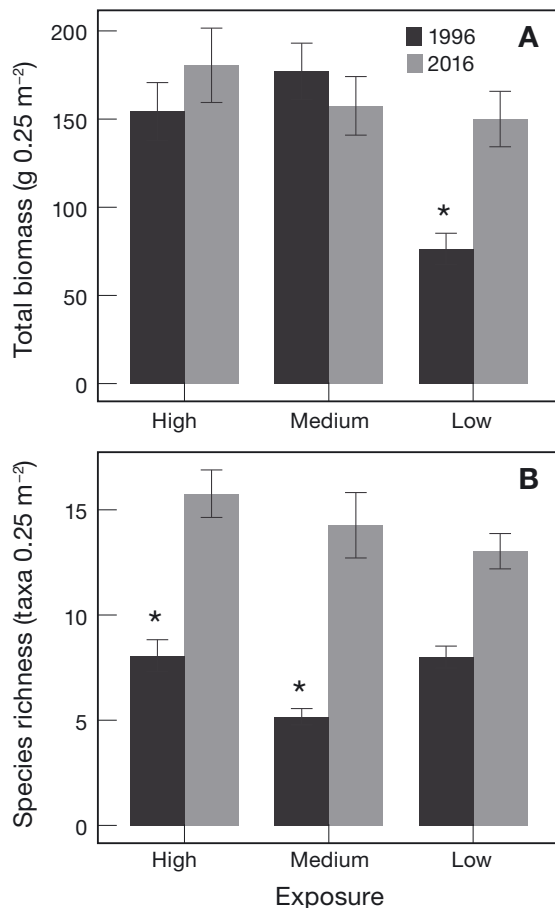 A
1996
2016
Total biomass (g 0.25 m⁻²)
200
150
100
50
0
*
High Medium Low
B
Species richness (taxa 0.25 m⁻²)
15
10
5
0
*
*
High Medium Low
Exposure